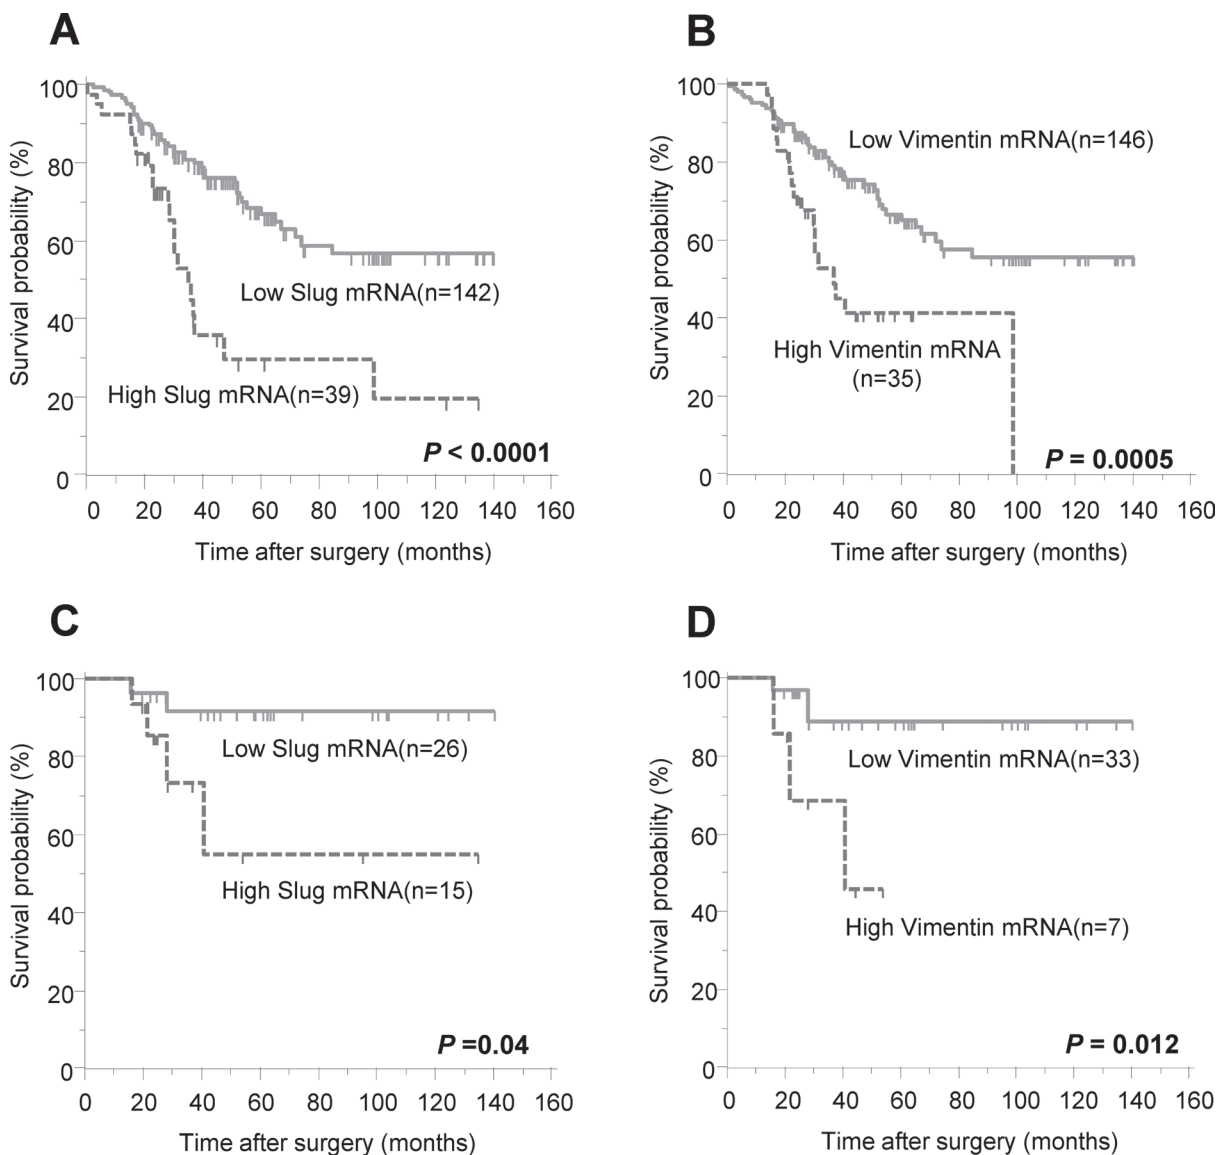 A
Survival probability (%)
100
80
60
40
20
0
Low Slug mRNA(n=142)
High Slug mRNA(n=39)
P < 0.0001
0 20 40 60 80 100 120 140 160
Time after surgery (months)
B
Survival probability (%)
100
80
60
40
20
0
Low Vimentin mRNA(n=146)
High Vimentin mRNA
(n=35)
P = 0.0005
0 20 40 60 80 100 120 140 160
Time after surgery (months)
C
Survival probability (%)
100
80
60
40
20
0
Low Slug mRNA(n=26)
High Slug mRNA(n=15)
P =0.04
0 20 40 60 80 100 120 140 160
Time after surgery (months)
D
Survival probability (%)
100
80
60
40
20
0
Low Vimentin mRNA(n=33)
High Vimentin mRNA(n=7)
P = 0.012
0 20 40 60 80 100 120 140 160
Time after surgery (months)